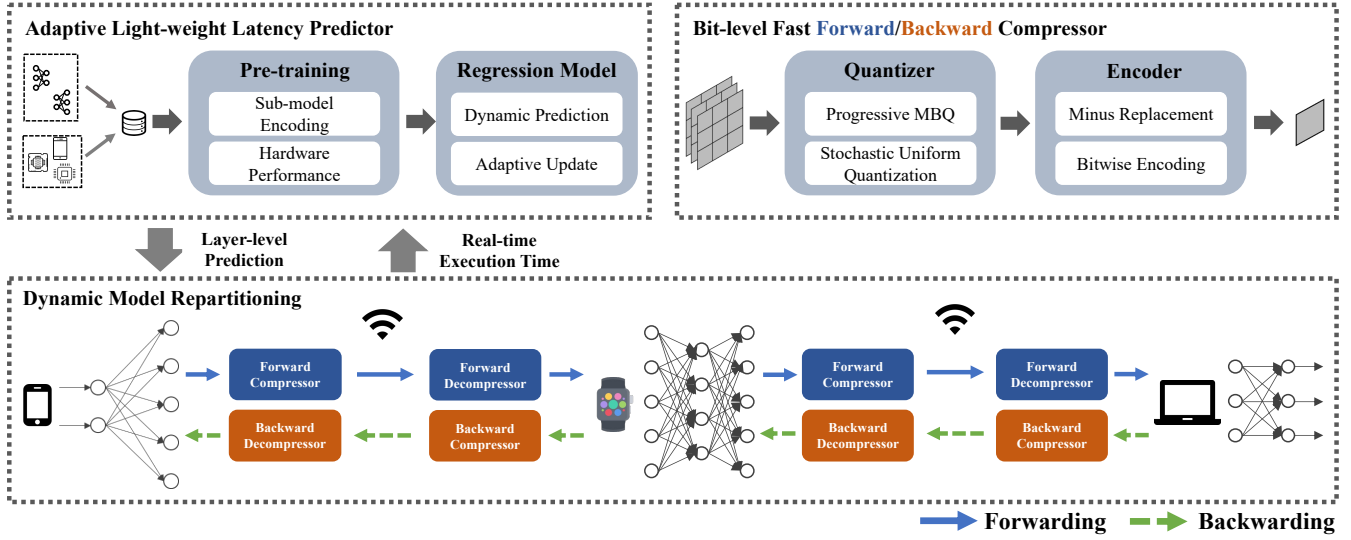 Adaptive Light-weight Latency Predictor
Pre-training
Sub-model
Encoding
Hardware
Performance
Regression Model
Dynamic Prediction
Adaptive Update
Bit-level Fast Forward/Backward Compressor
Quantizer
Progressive MBQ
Stochastic Uniform
Quantization
Encoder
Minus Replacement
Bitwise Encoding
Layer-level
Prediction
Real-time
Execution Time
Dynamic Model Repartitioning
Forward
Compressor
Forward
Decompressor
Backward
Decompressor
Backward
Compressor
Forward
Compressor
Forward
Decompressor
Backward
Decompressor
Backward
Compressor
Forwarding
Backwarding